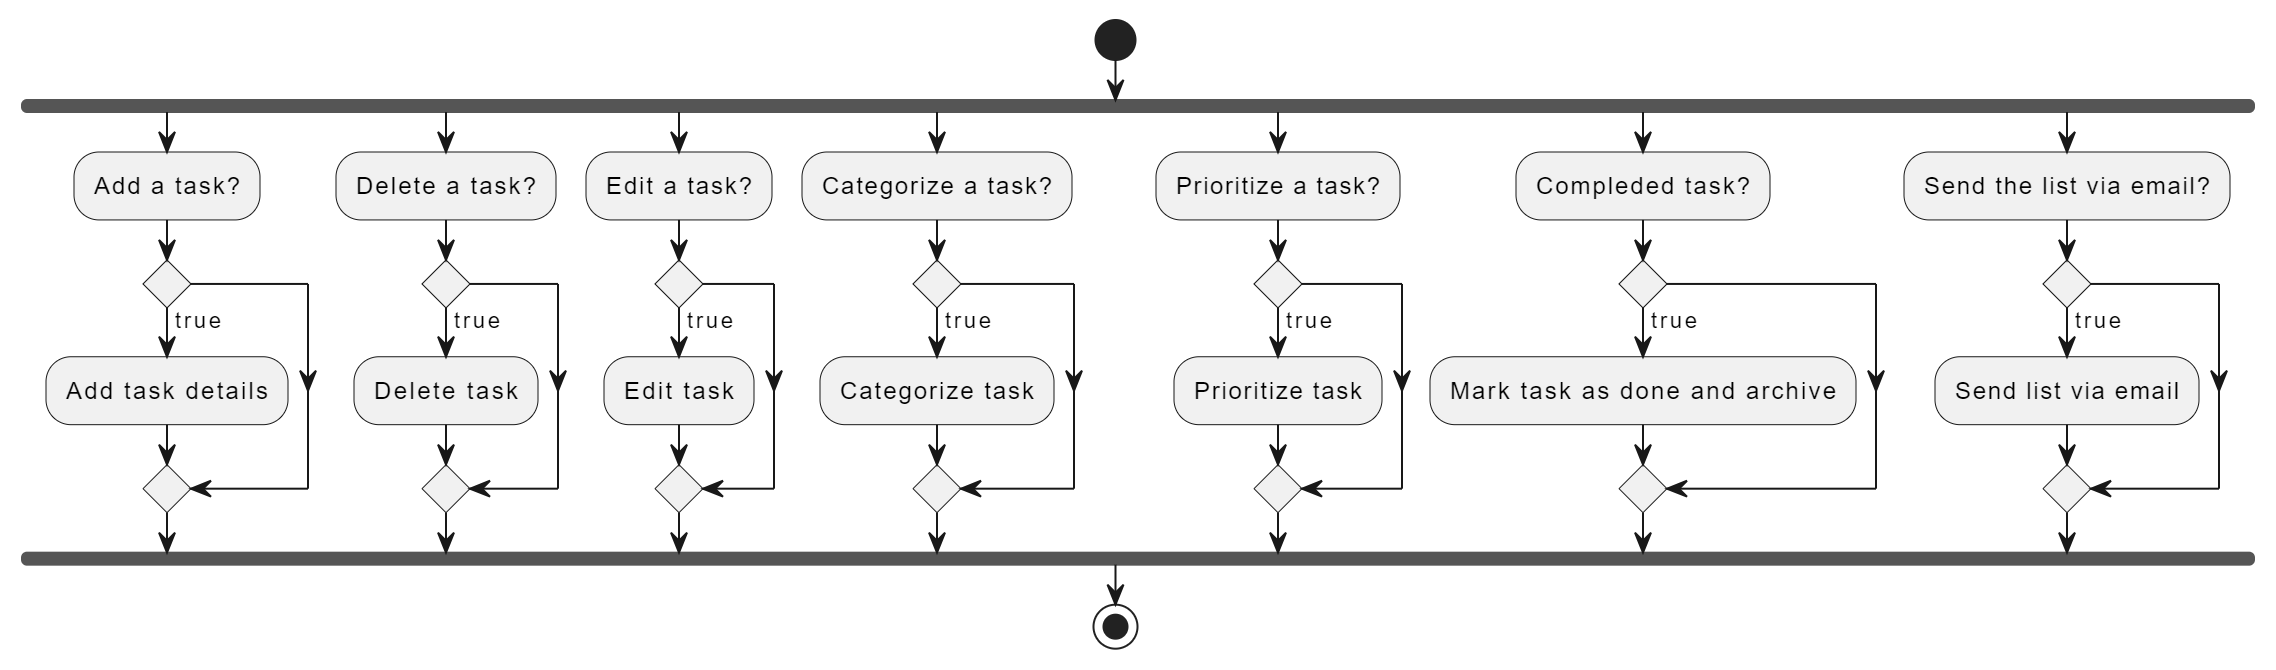 Add a task?
Delete a task?
Edit a task?
Categorize a task?
Prioritize a task?
Compleded task?
Send the list via email?
true
true
true
true
true
true
true
Add task details
Delete task
Edit task
Categorize task
Prioritize task
Mark task as done and archive
Send list via email